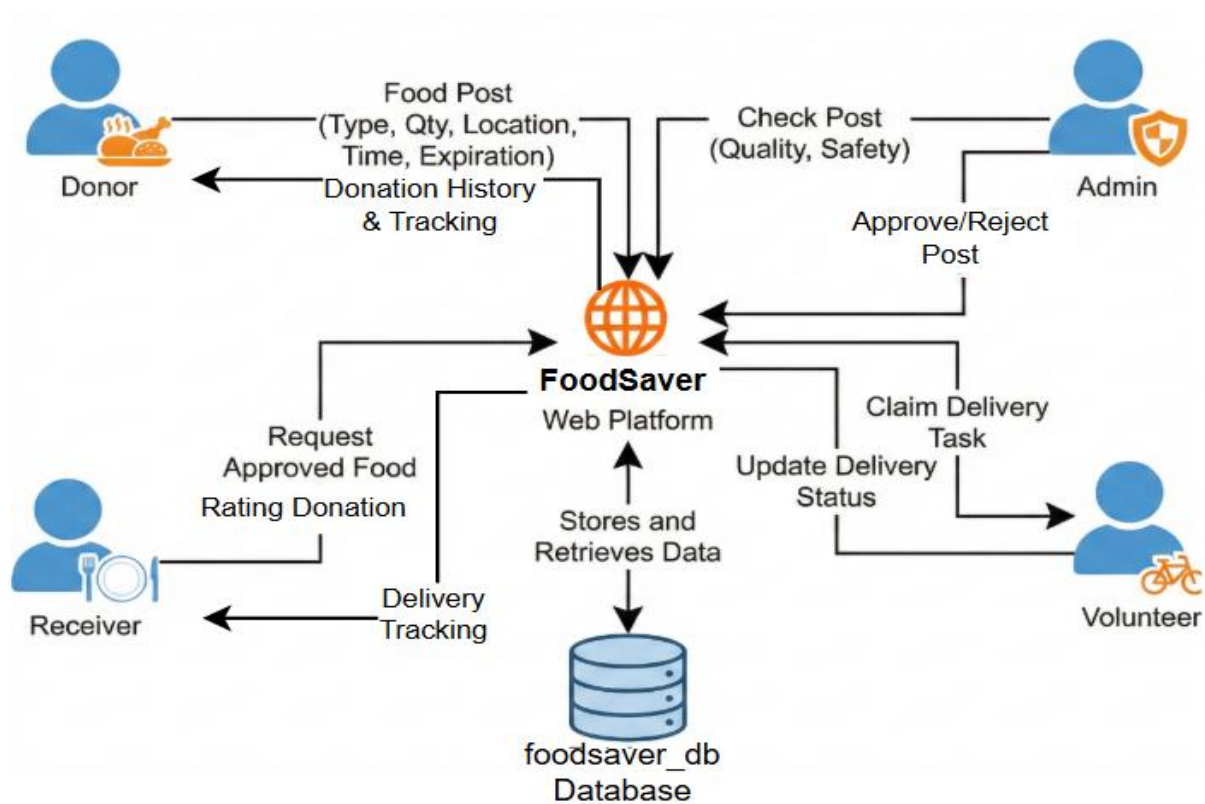 Food Post
(Type, Qty, Location,
Time, Expiration)
Donation History
& Tracking
Donor
Check Post
(Quality, Safety)
Admin
Approve/Reject
Post
FoodSaver
Web Platform
Request
Approved Food
Rating Donation
Receiver
Delivery
Tracking
Stores and
Retrieves Data
Claim Delivery
Task
Update Delivery
Status
Volunteer
foodsaver_db
Database